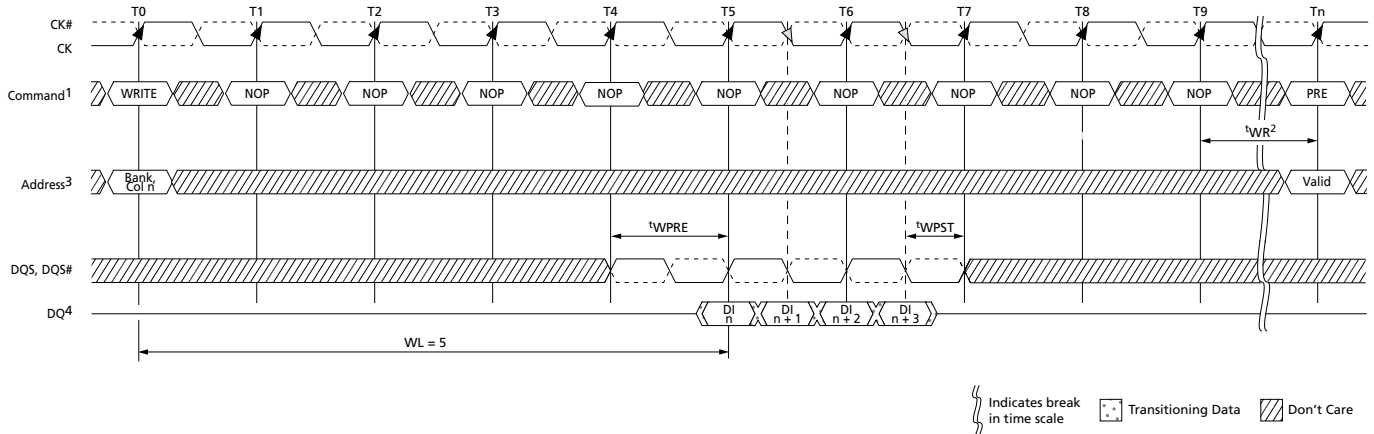 T0 T1 T2 T3 T4 T5 T6 T7 T8 T9 Tn
CK#
CK
Command1 WRITE NOP NOP NOP NOP NOP NOP NOP NOP NOP PRE
tWR2
Address3 Bank, Col n Valid
tWPRE tWPST
DQS, DQS#
DQ4 DI n DI n + 1 DI n + 2 DI n + 3
WL = 5
Indicates break
in time scale
Transitioning Data
Don't Care